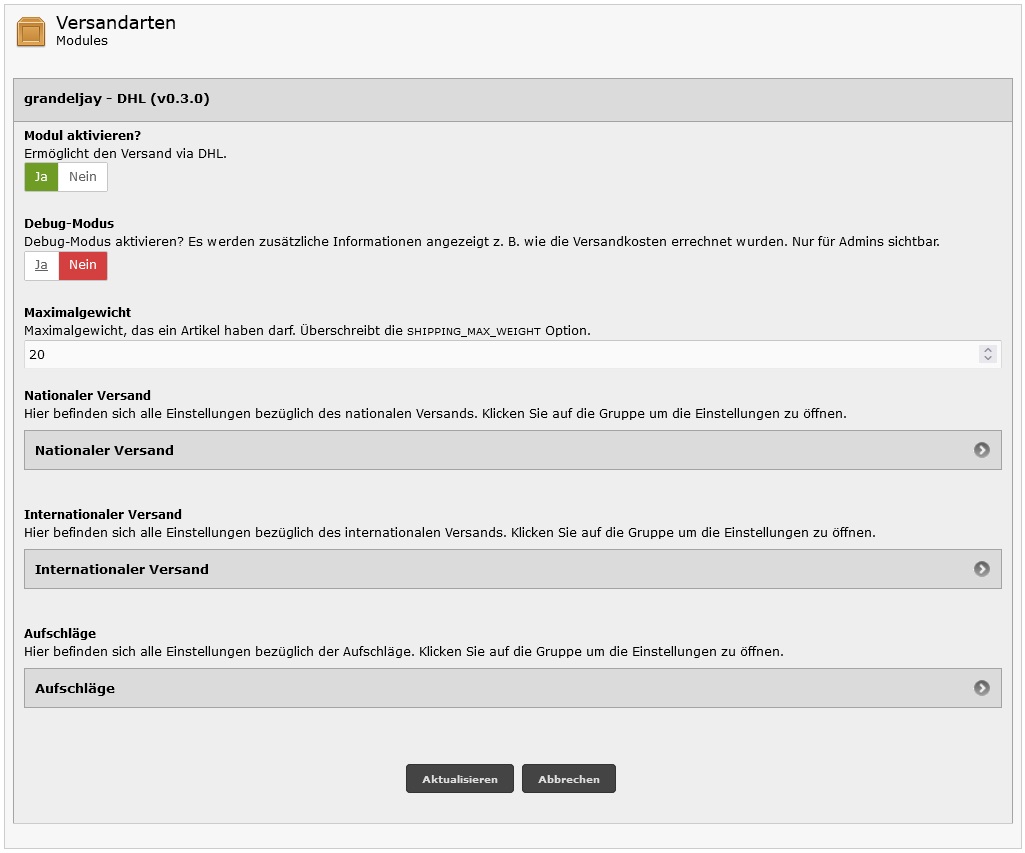 Versandarten
Modules
grandeljay - DHL (v0.3.0)
Modul aktivieren?
Ermöglicht den Versand via DHL.
Ja Nein
Debug-Modus
Debug-Modus aktivieren? Es werden zusätzliche Informationen angezeigt z. B. wie die Versandkosten errechnet wurden. Nur für Admins sichtbar.
Ja Nein
Maximalgewicht
Maximalgewicht, das ein Artikel haben darf. Überschreibt die SHIPPING_MAX_WEIGHT Option.
20
Nationaler Versand
Hier befinden sich alle Einstellungen bezüglich des nationalen Versands. Klicken Sie auf die Gruppe um die Einstellungen zu öffnen.
Nationaler Versand
Internationaler Versand
Hier befinden sich alle Einstellungen bezüglich des internationalen Versands. Klicken Sie auf die Gruppe um die Einstellungen zu öffnen.
Internationaler Versand
Aufschläge
Hier befinden sich alle Einstellungen bezüglich der Aufschläge. Klicken Sie auf die Gruppe um die Einstellungen zu öffnen.
Aufschläge
Aktualisieren Abbrechen